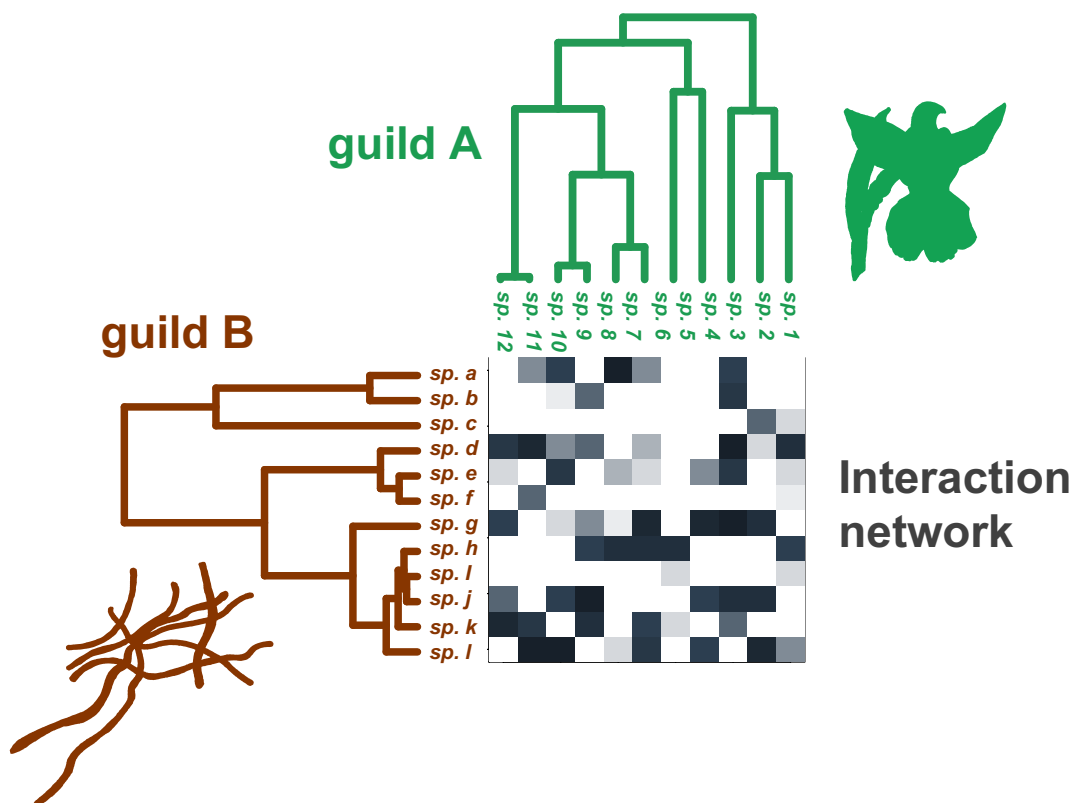 guild A
sp. 12
sp. 11
sp. 10
sp. 9
sp. 8
sp. 7
sp. 6
sp. 5
sp. 4
sp. 3
sp. 2
sp. 1
guild B
sp. a
sp. b
sp. c
sp. d
sp. e
sp. f
sp. g
sp. h
sp. I
sp. j
sp. k
sp. l
Interaction
network